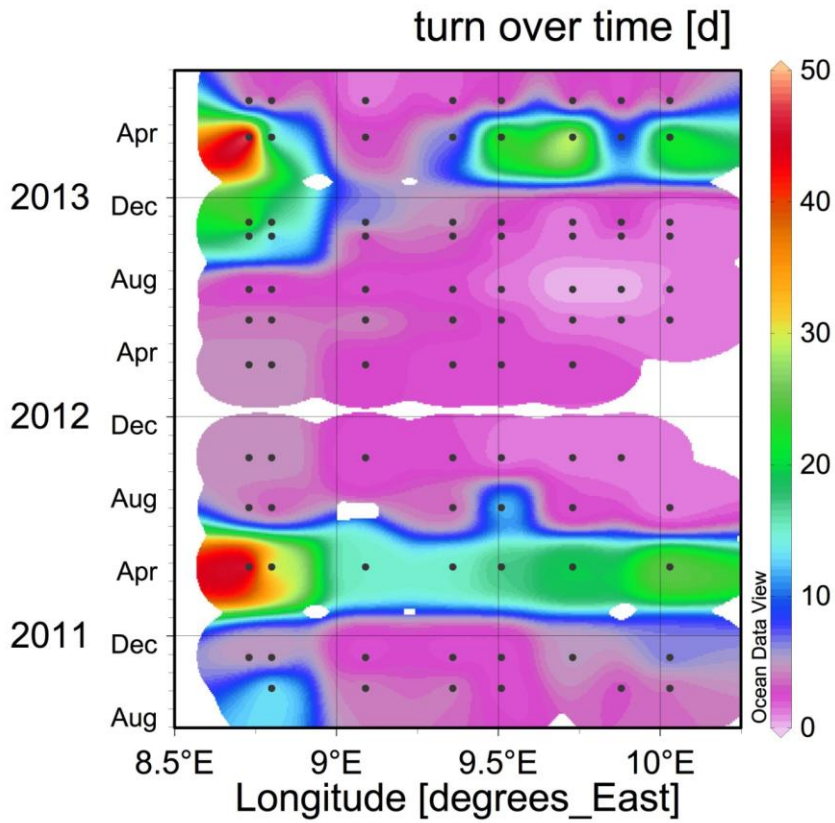 turn over time [d]
50
40
30
20
10
0
Apr
2013
Dec
Aug
Apr
2012
Dec
Aug
Apr
2011
Dec
Aug
Ocean Data View
8.5°E
9°E
9.5°E
10°E
Longitude [degrees_East]